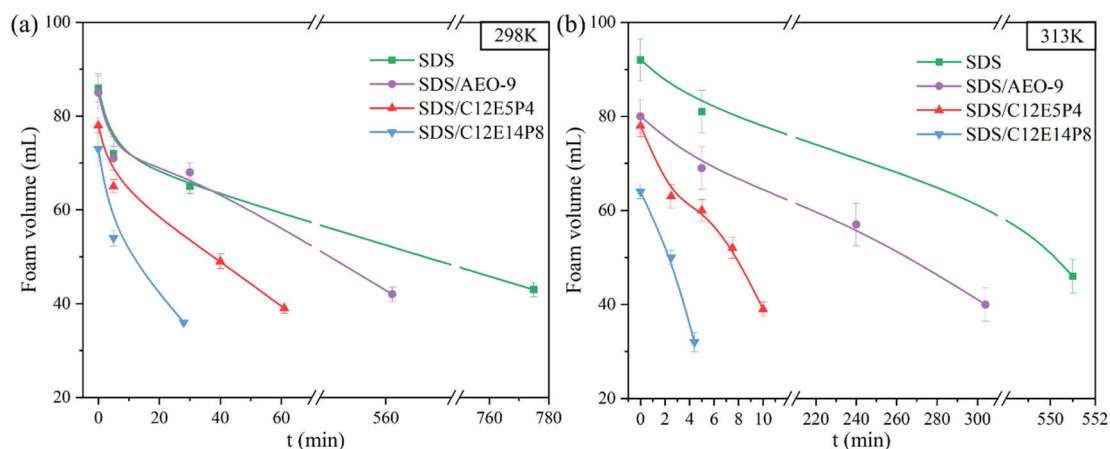 (a)
298K
SDS
SDS/AEO-9
SDS/C12E5P4
SDS/C12E14P8
Foam volume (mL)
100
80
60
40
20
0 20 40 60 560 760 780
t (min)
(b)
313K
SDS
SDS/AEO-9
SDS/C12E5P4
SDS/C12E14P8
Foam volume (mL)
100
80
60
40
20
0 2 4 6 8 10 220 240 260 280 300 550 552
t (min)